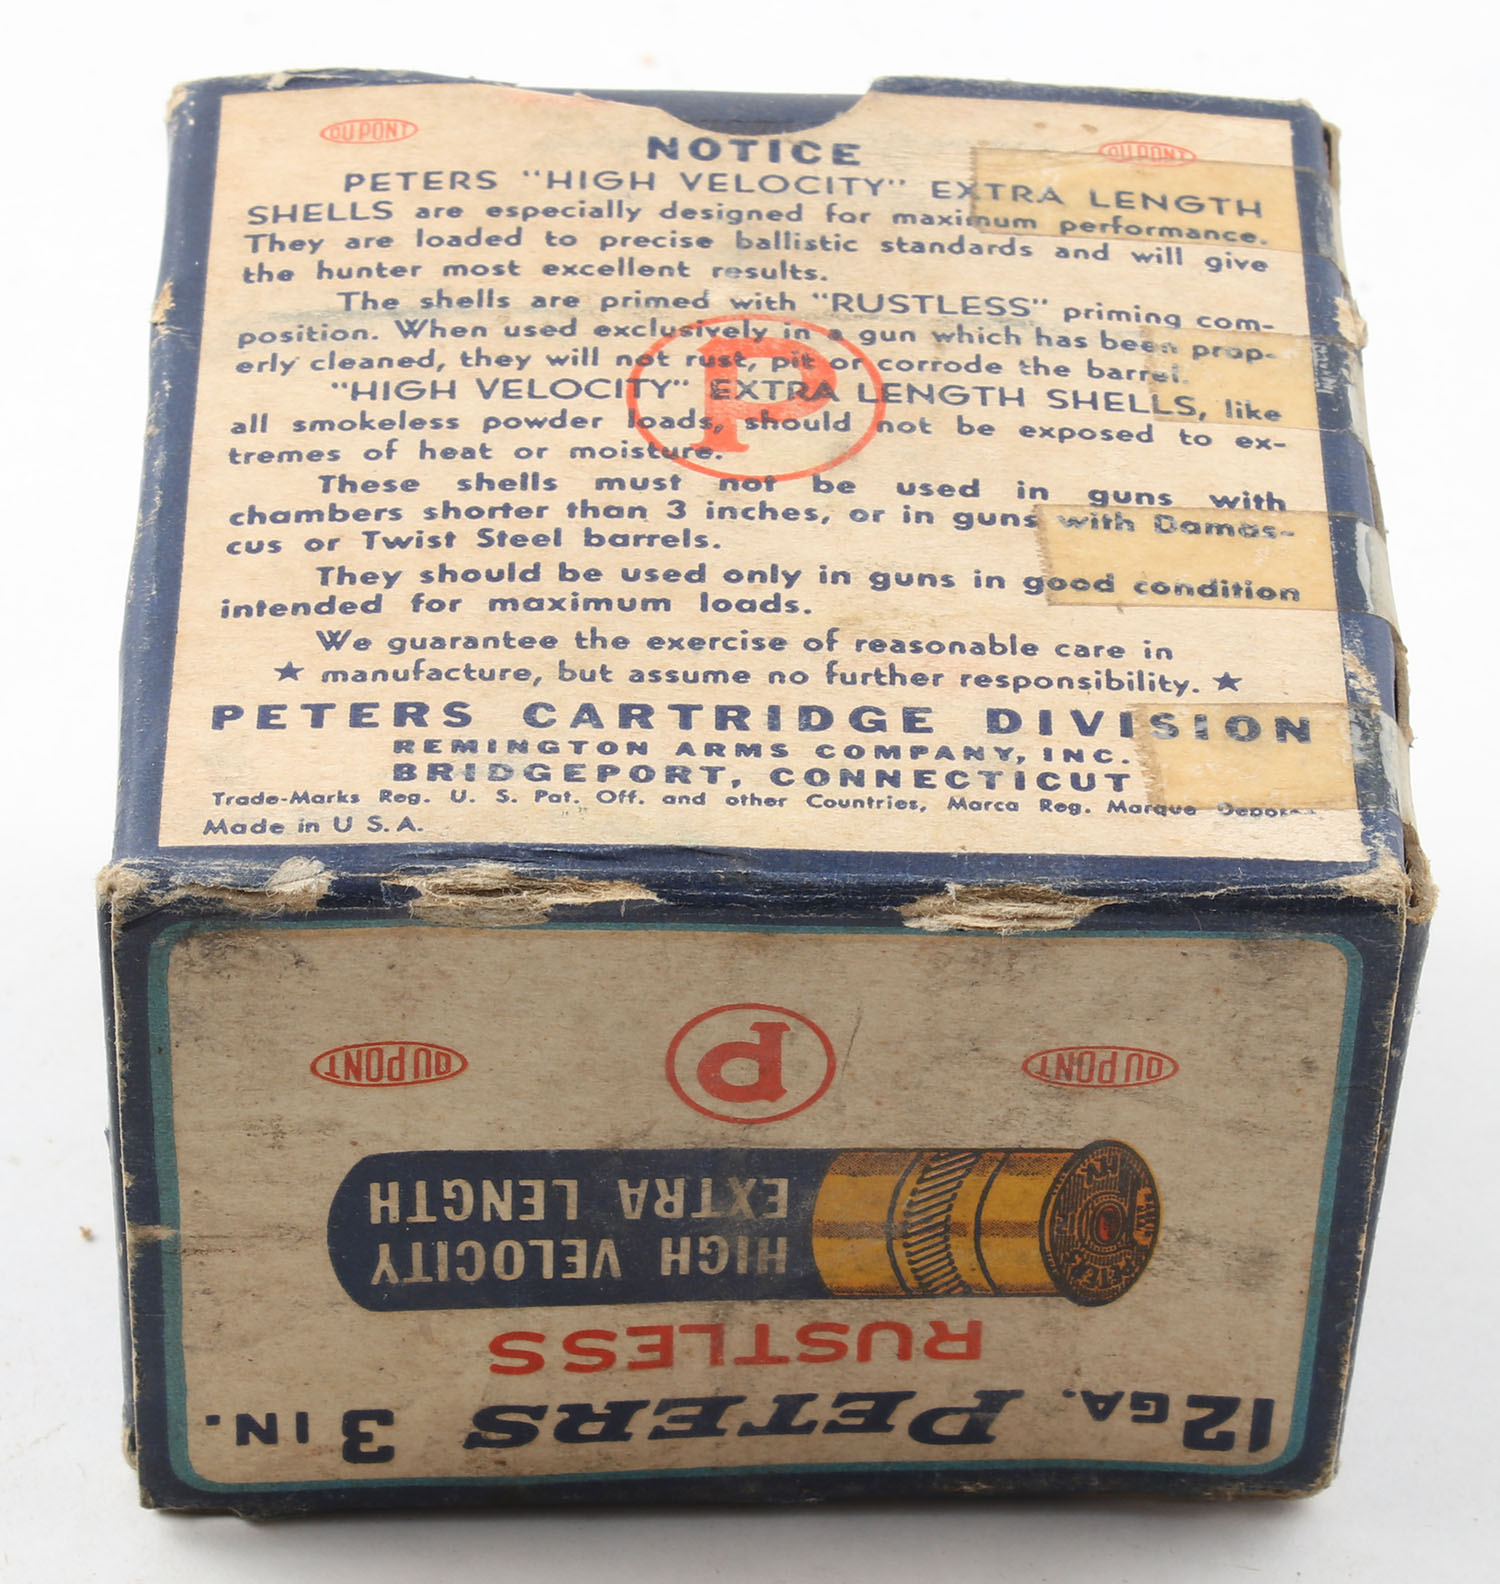 DU PONT
DU PONT
NOTICE
PETERS "HIGH VELOCITY" EXTRA LENGTH
SHELLS are especially designed for maximum performance.
They are loaded to precise ballistic standards and will give
the hunter most excellent results.
The shells are primed with "RUSTLESS" priming com-
position. When used exclusively in a gun which has been prop-
erly cleaned, they will not rust, pit or corrode the barrel.
P
"HIGH VELOCITY" EXTRA LENGTH SHELLS, like
all smokeless powder loads, should not be exposed to ex-
tremes of heat or moisture.
These shells must not be used in guns with
chambers shorter than 3 inches, or in guns with Damas-
cus or Twist Steel barrels.
They should be used only in guns in good condition
intended for maximum loads.
We guarantee the exercise of reasonable care in
★ manufacture, but assume no further responsibility. ★
PETERS CARTRIDGE DIVISION
REMINGTON ARMS COMPANY, INC.
BRIDGEPORT, CONNECTICUT
Trade-Marks Reg. U. S. Pat. Off. and other Countries, Marca Reg. Marque
Made in U S.A.
12 GA. PETERS 3 IN.
RUSTLESS
HIGH VELOCITY
EXTRA LENGTH
DU PONT
P
DU PONT